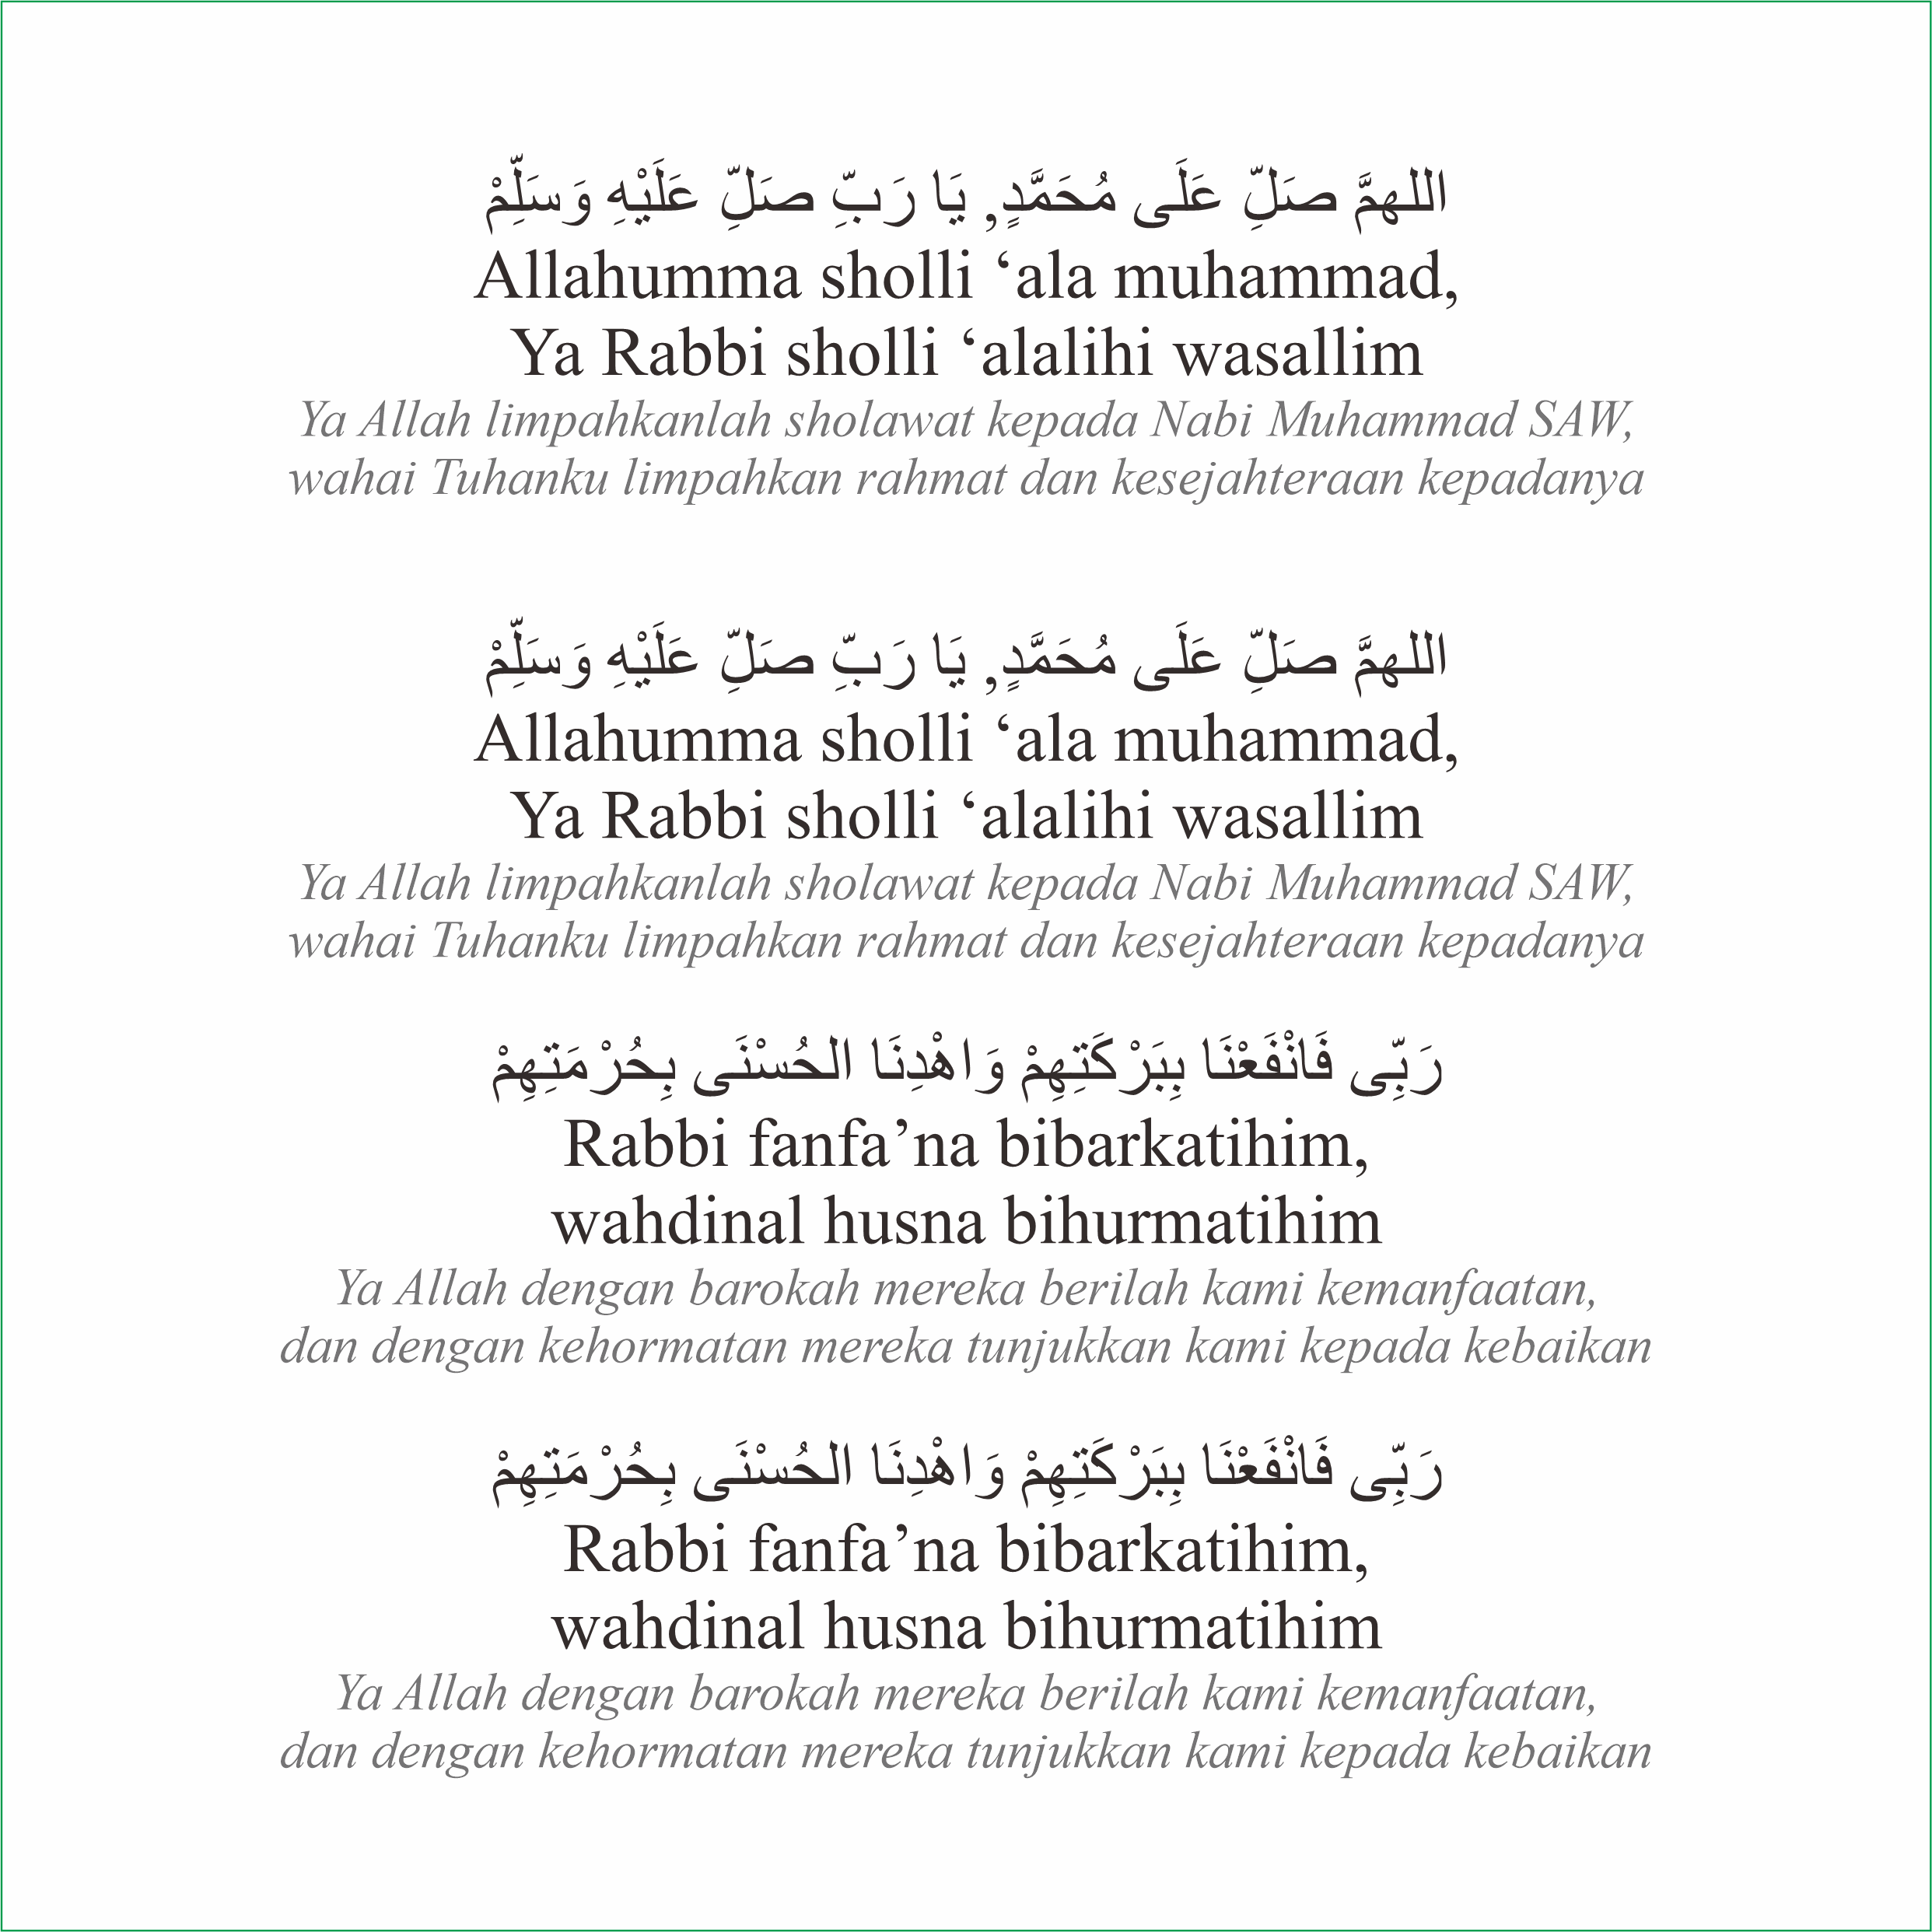 اللهمَّ صَلِّ عَلَى مُحَمَّدٍ, يَا رَبِّ صَلِّ عَلَيْهِ وَسَلِّمْ
Allahumma sholli ‘ala muhammad,
Ya Rabbi sholli ‘alalihi wasallim
Ya Allah limpahkanlah sholawat kepada Nabi Muhammad SAW,
wahai Tuhanku limpahkan rahmat dan kesejahteraan kepadanya
اللهمَّ صَلِّ عَلَى مُحَمَّدٍ, يَا رَبِّ صَلِّ عَلَيْهِ وَسَلِّمْ
Allahumma sholli ‘ala muhammad,
Ya Rabbi sholli ‘alalihi wasallim
Ya Allah limpahkanlah sholawat kepada Nabi Muhammad SAW,
wahai Tuhanku limpahkan rahmat dan kesejahteraan kepadanya
رَبِّى فَانْفَعْنَا بِبَرْكَتِهِمْ وَاهْدِنَا الْحُسْنَى بِحُرْمَتِهِمْ
Rabbi fanfa’na bibarkatihim,
wahdinal husna bihurmatihim
Ya Allah dengan barokah mereka berilah kami kemanfaatan,
dan dengan kehormatan mereka tunjukkan kami kepada kebaikan
رَبِّى فَانْفَعْنَا بِبَرْكَتِهِمْ وَاهْدِنَا الْحُسْنَى بِحُرْمَتِهِمْ
Rabbi fanfa’na bibarkatihim,
wahdinal husna bihurmatihim
Ya Allah dengan barokah mereka berilah kami kemanfaatan,
dan dengan kehormatan mereka tunjukkan kami kepada kebaikan